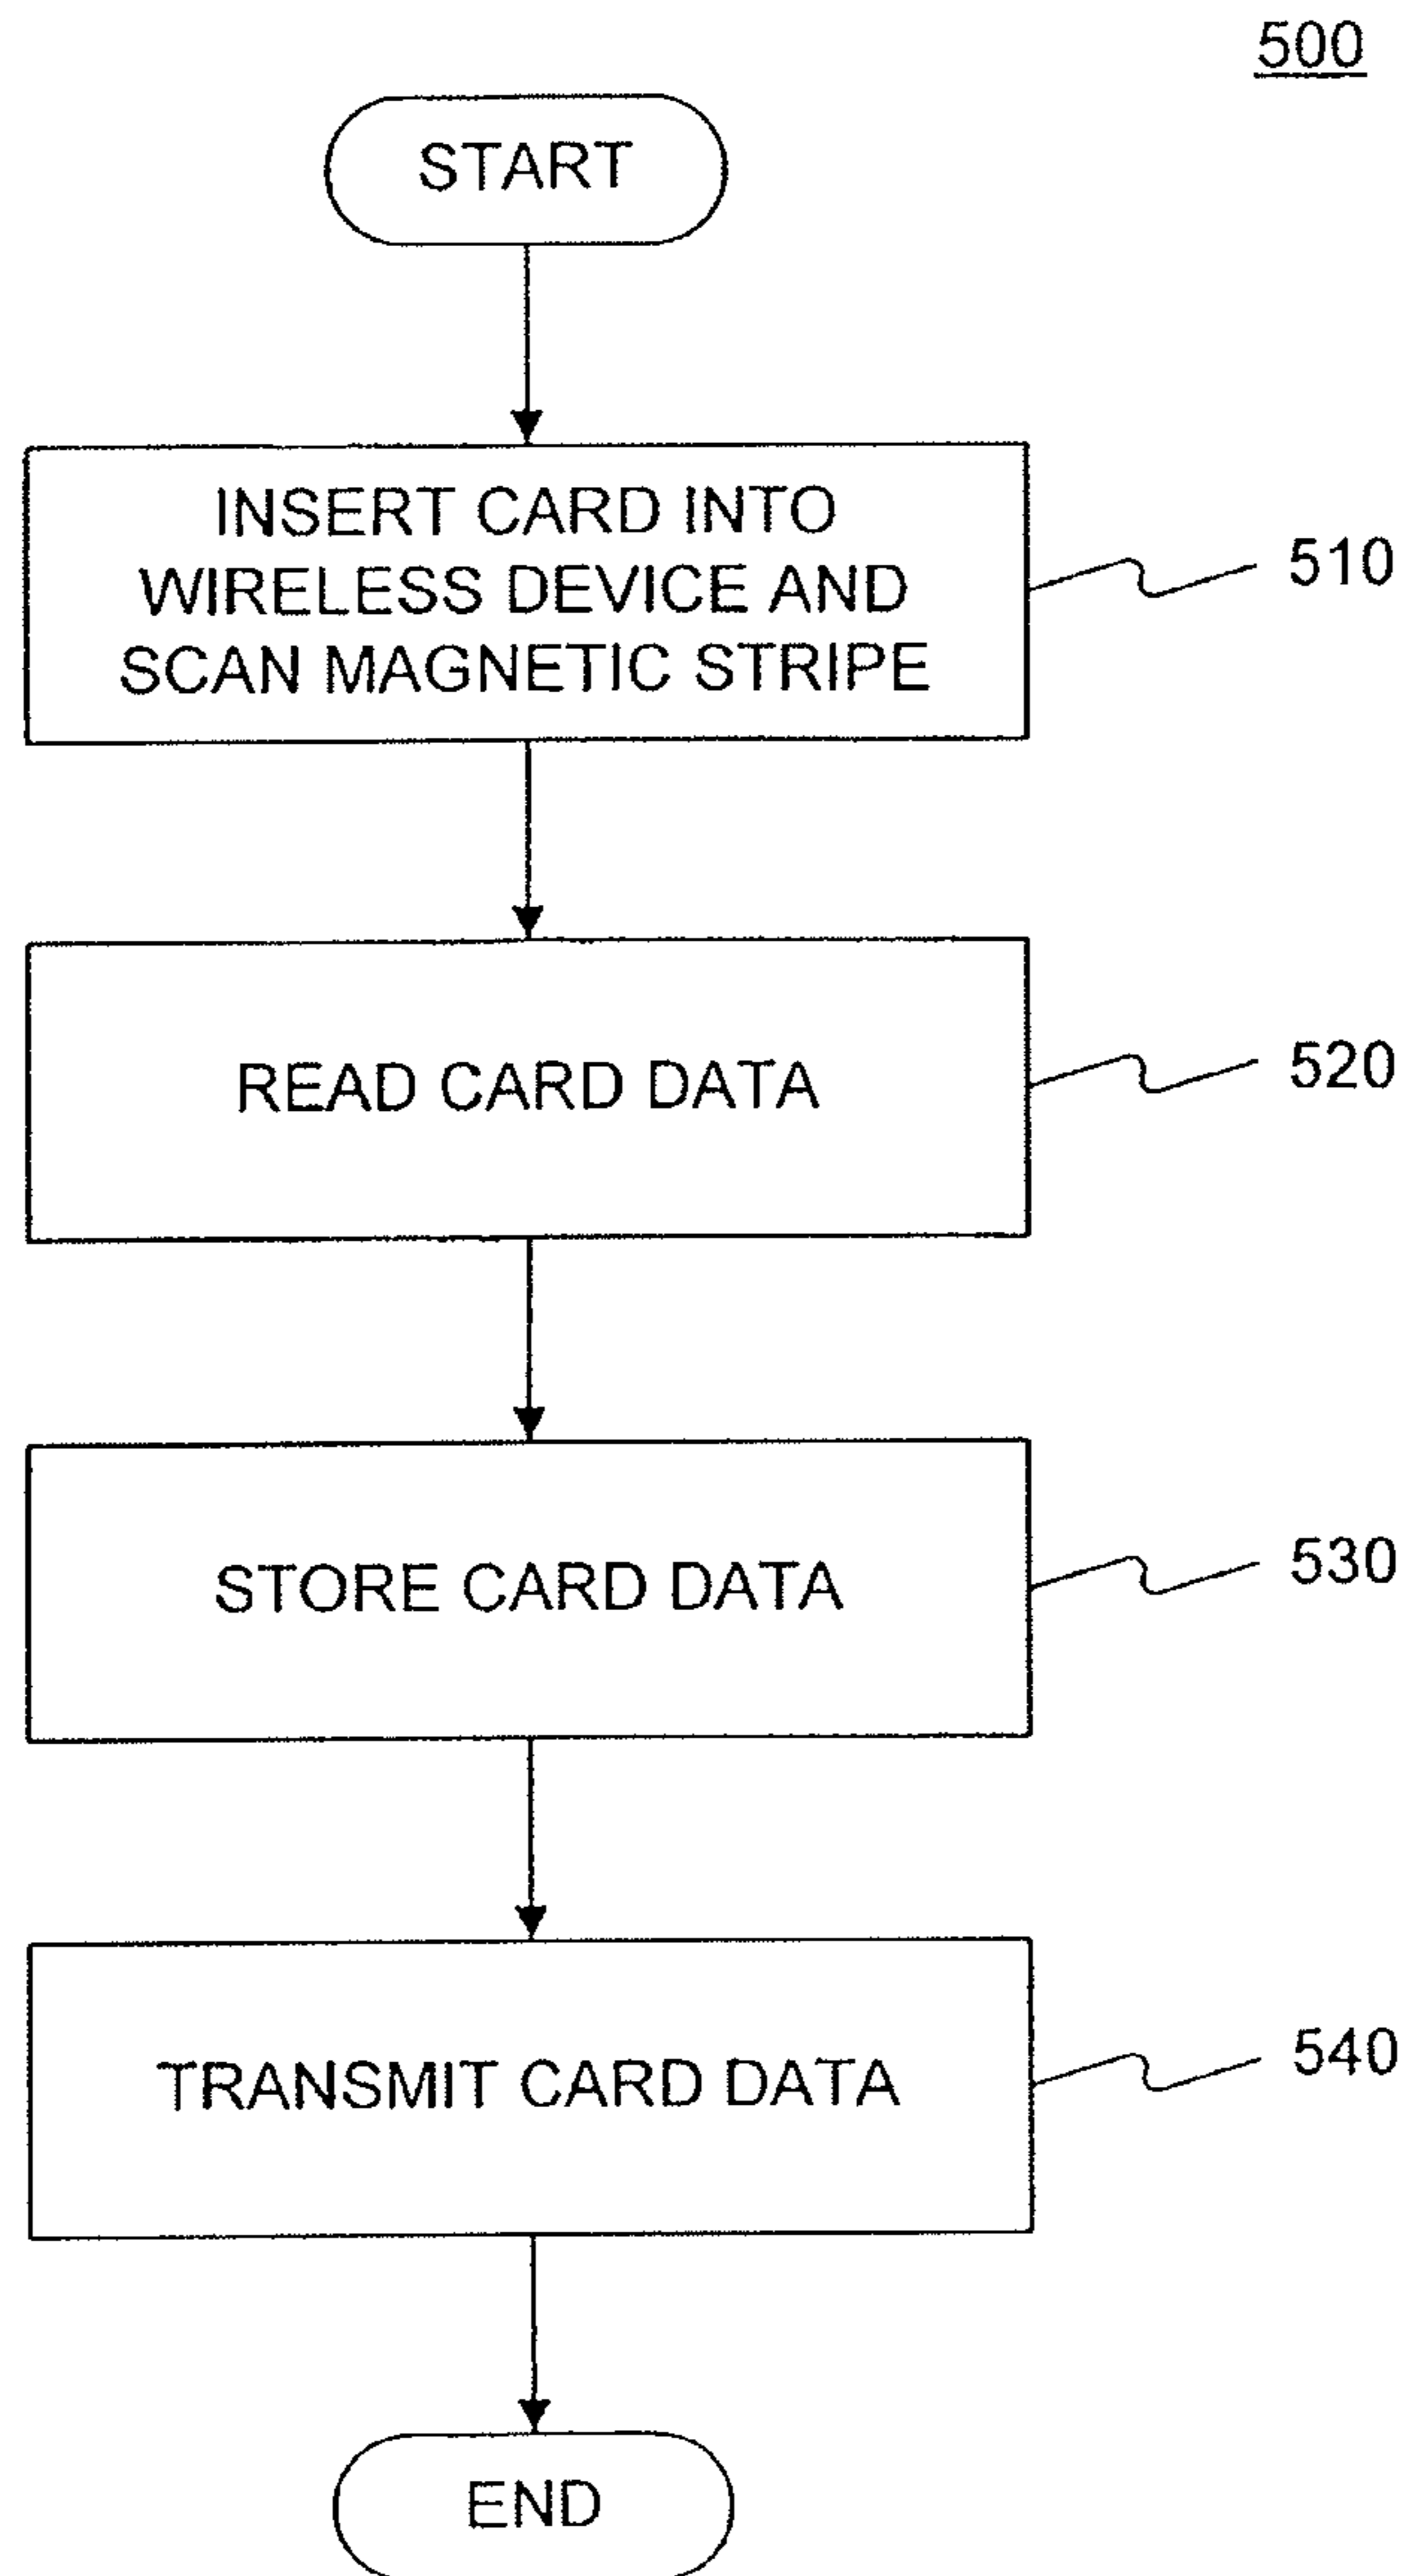 500
START
INSERT CARD INTO
WIRELESS DEVICE AND
SCAN MAGNETIC STRIPE
510
READ CARD DATA
520
STORE CARD DATA
530
TRANSMIT CARD DATA
540
END